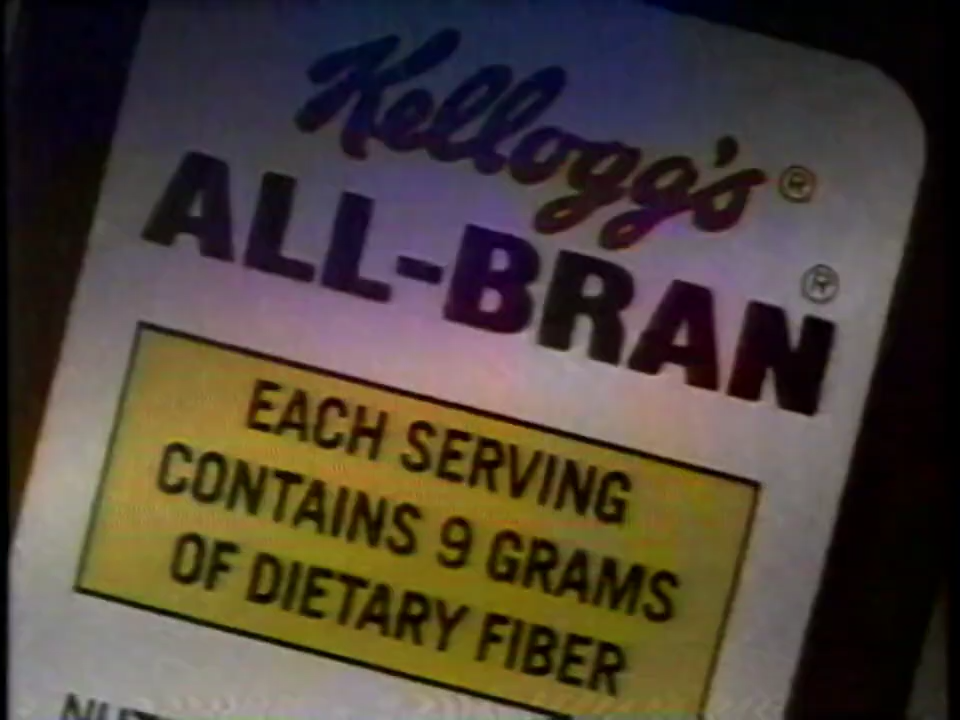 Kellogg's®
ALL-BRAN®
EACH SERVING
CONTAINS 9 GRAMS
OF DIETARY FIBER